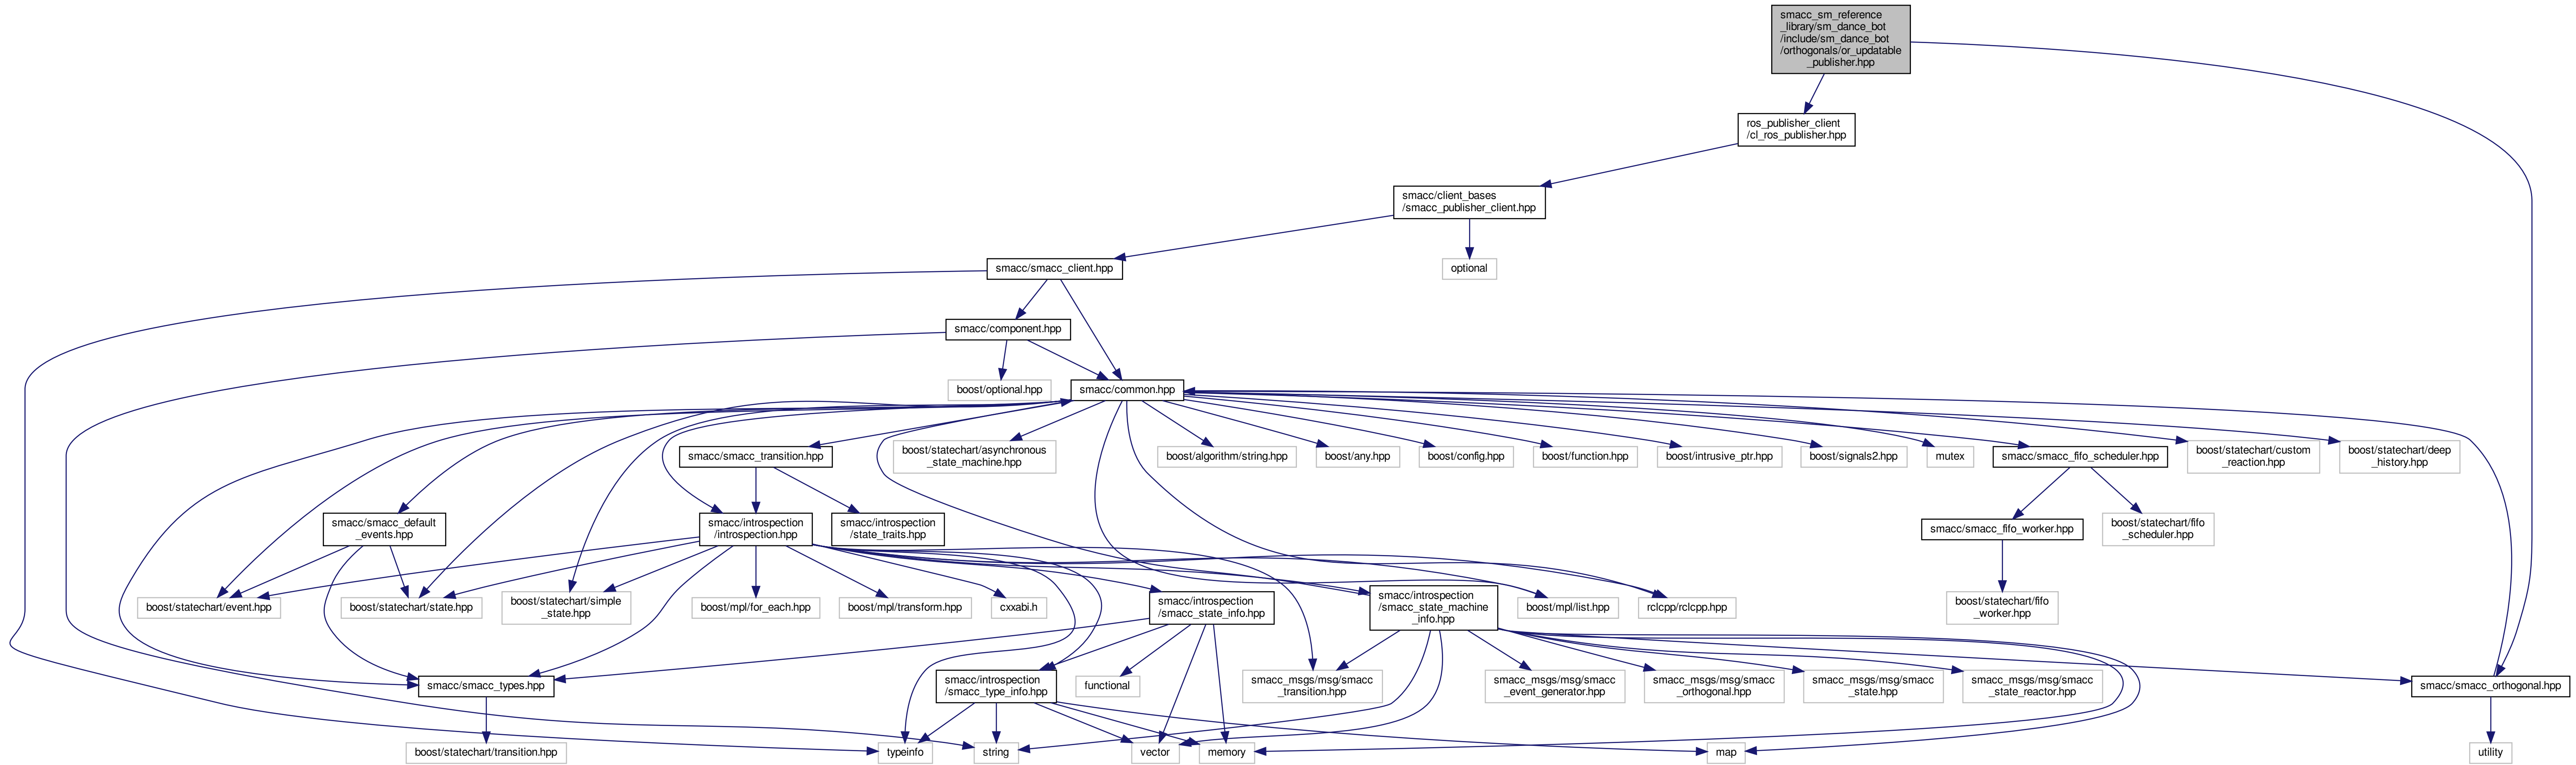 smacc_sm_reference
_library/sm_dance_bot
/include/sm_dance_bot
/orthogonals/or_updatable
_publisher.hpp
ros_publisher_client
/cl_ros_publisher.hpp
smacc/client_bases
/smacc_publisher_client.hpp
smacc/smacc_client.hpp
optional
smacc/component.hpp
boost/optional.hpp
smacc/common.hpp
smacc/smacc_transition.hpp
boost/statechart/asynchronous
_state_machine.hpp
boost/algorithm/string.hpp
boost/any.hpp
boost/config.hpp
boost/function.hpp
boost/intrusive_ptr.hpp
boost/signals2.hpp
mutex
smacc/smacc_fifo_scheduler.hpp
boost/statechart/custom
_reaction.hpp
boost/statechart/deep
_history.hpp
smacc/smacc_default
_events.hpp
smacc/introspection
/introspection.hpp
smacc/introspection
/state_traits.hpp
smacc/smacc_fifo_worker.hpp
boost/statechart/fifo
_scheduler.hpp
boost/statechart/event.hpp
boost/statechart/state.hpp
boost/statechart/simple
_state.hpp
boost/mpl/for_each.hpp
boost/mpl/transform.hpp
cxxabi.h
smacc/introspection
/smacc_state_info.hpp
smacc/introspection
/smacc_state_machine
_info.hpp
boost/mpl/list.hpp
rclcpp/rclcpp.hpp
boost/statechart/fifo
_worker.hpp
smacc/smacc_types.hpp
smacc/introspection
/smacc_type_info.hpp
functional
smacc_msgs/msg/smacc
_transition.hpp
smacc_msgs/msg/smacc
_event_generator.hpp
smacc_msgs/msg/smacc
_orthogonal.hpp
smacc_msgs/msg/smacc
_state.hpp
smacc_msgs/msg/smacc
_state_reactor.hpp
smacc/smacc_orthogonal.hpp
boost/statechart/transition.hpp
typeinfo
string
vector
memory
map
utility